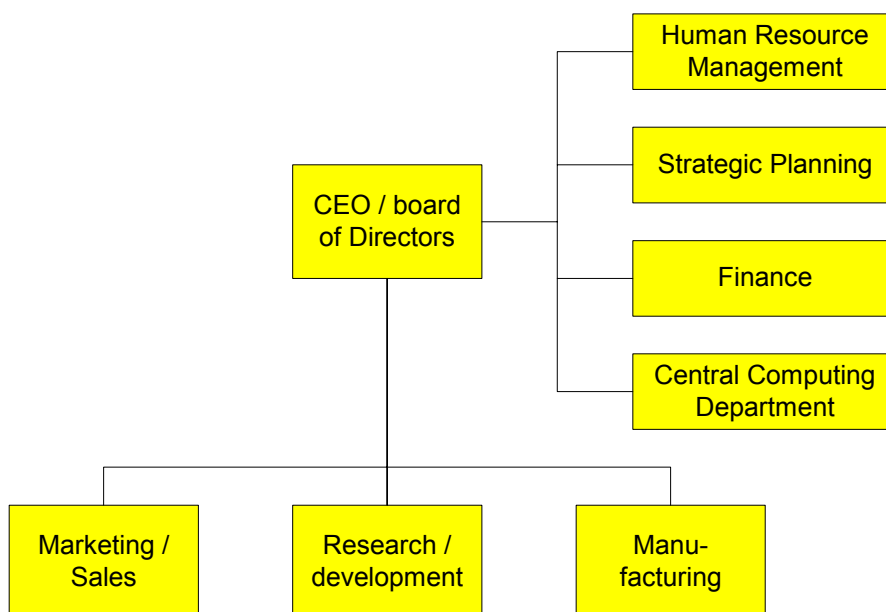 Human Resource
Management
Strategic Planning
CEO / board
of Directors
Finance
Central Computing
Department
Marketing /
Sales
Research /
development
Manu-
facturing